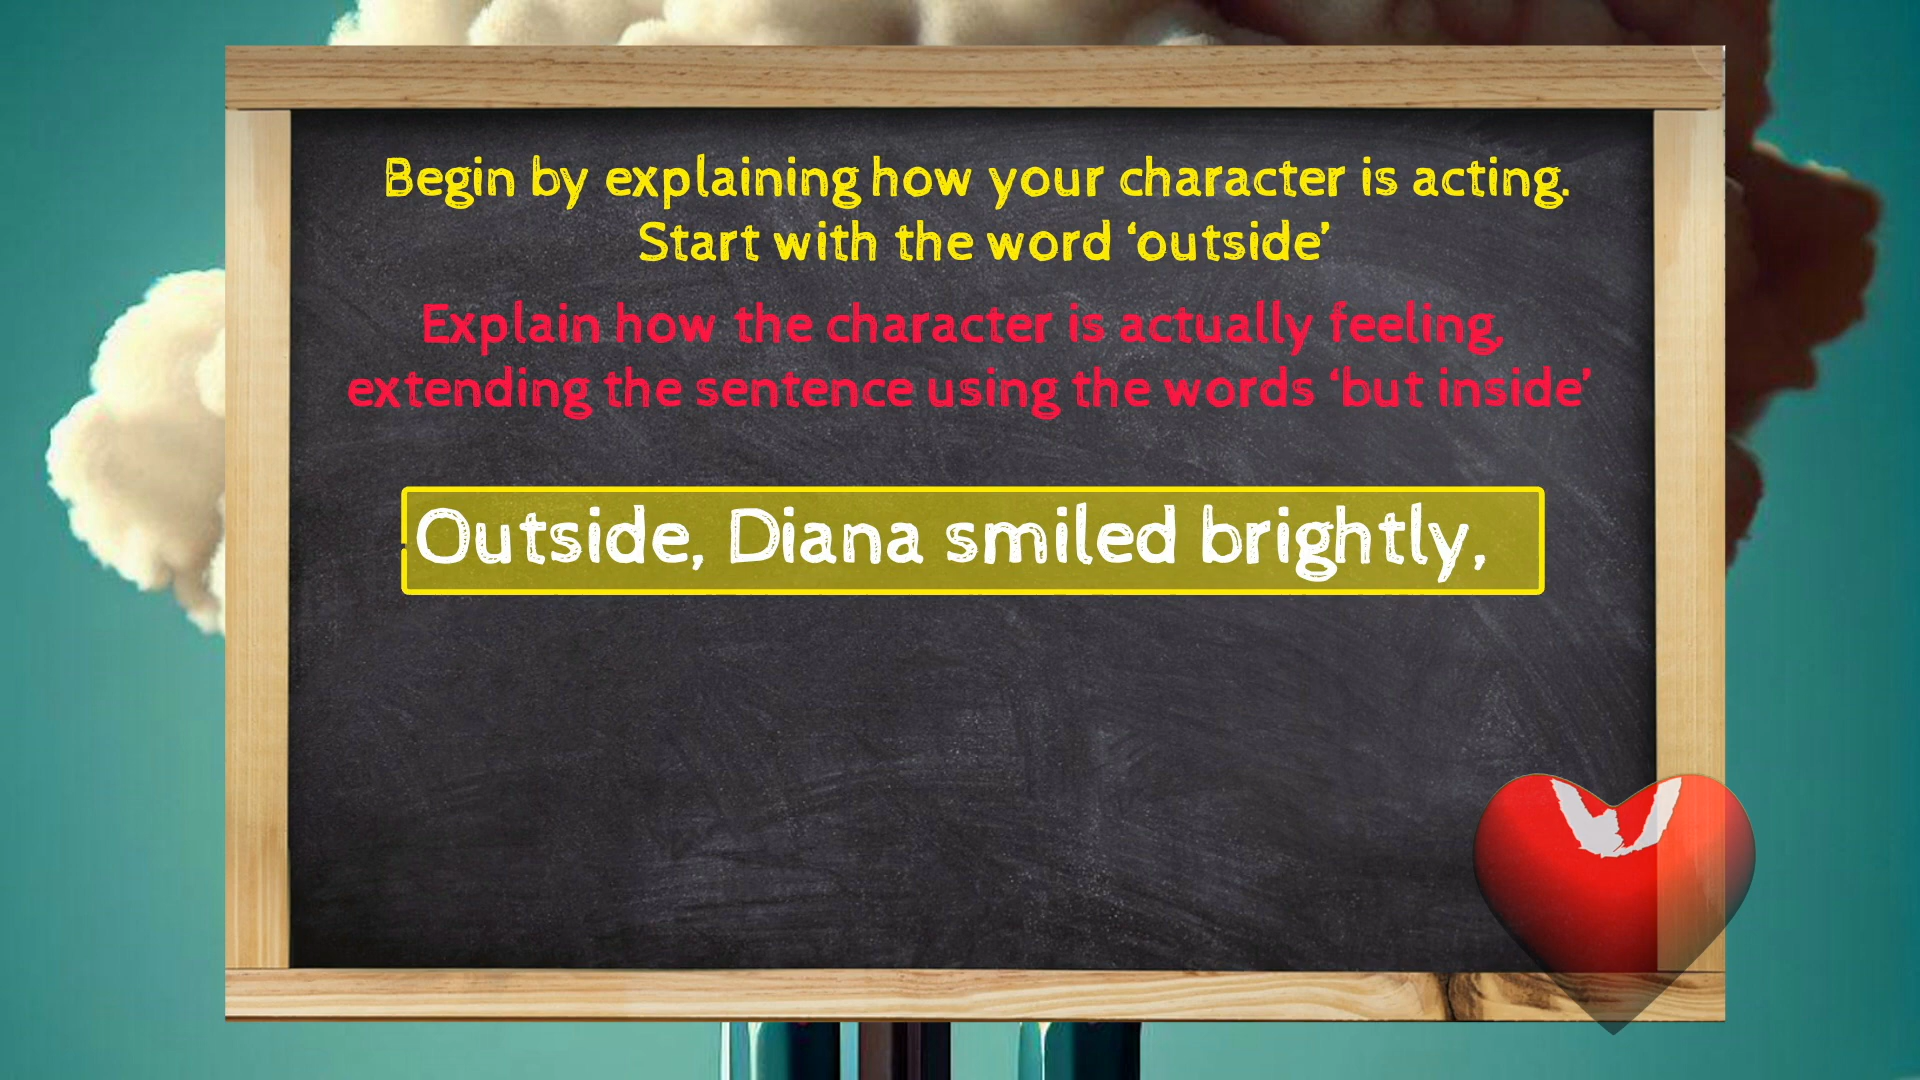 Begin by explaining how your character is acting.
Start with the word ‘outside’
Explain how the character is actually feeling,
extending the sentence using the words ‘but inside’
Outside, Diana smiled brightly,